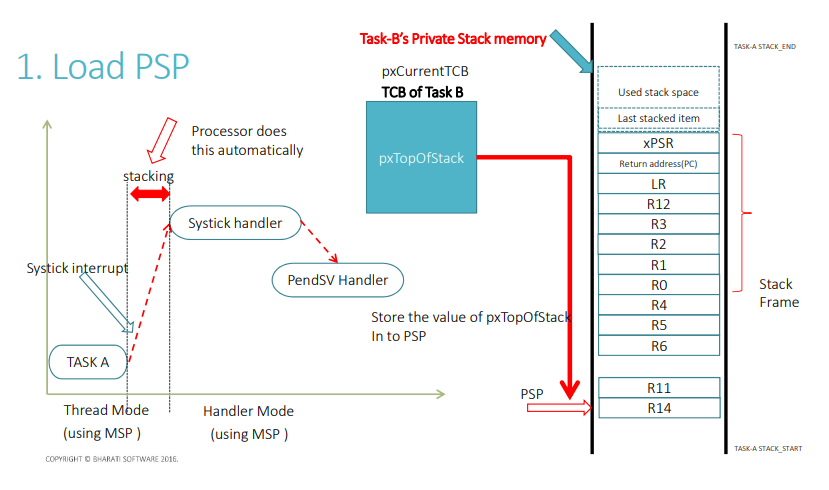 1. Load PSP
Processor does
this automatically
stacking
Systick handler
Systick interrupt
PendSV Handler
TASK A
Thread Mode
(using MSP )
Handler Mode
(using MSP )
COPYRIGHT © BHARATI SOFTWARE 2016.
Task-B's Private Stack memory
pxCurrentTCB
TCB of Task B
pxTopOfStack
Store the value of pxTopOfStack
In to PSP
PSP
TASK-A STACK_END
Used stack space
Last stacked item
xPSR
Return address(PC)
LR
R12
R3
R2
R1
R0
R4
R5
R6
R11
R14
Stack
Frame
TASK-A STACK_START